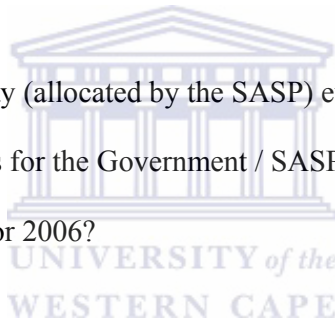 y (allocated by the SASP) e
s for the Government / SASP
or 2006?
UNIVERSITY of the
WESTERN CAPE